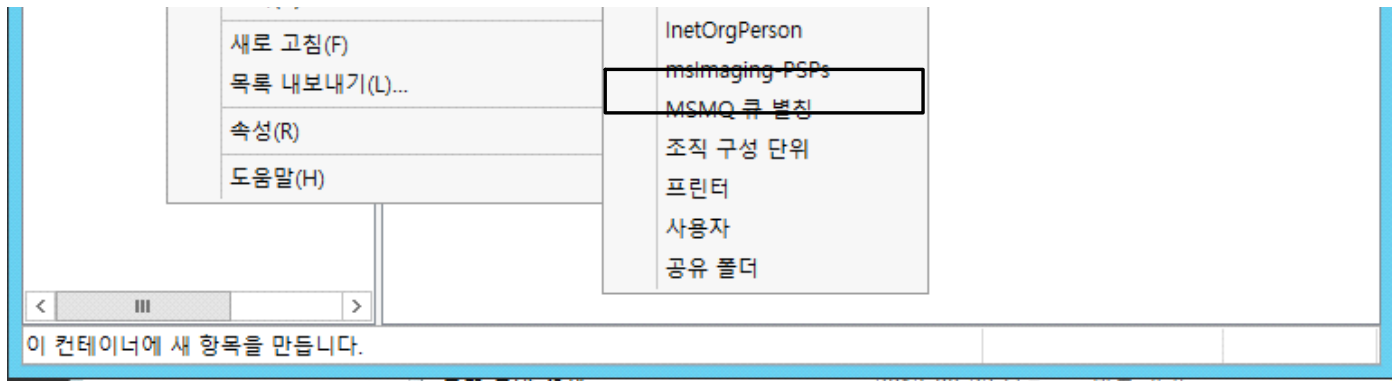 새로 고침(F)
목록 내보내기(L)...
속성(R)
도움말(H)
InetOrgPerson
msImaging-PSPs
MSMQ 큐 별칭
조직 구성 단위
프린터
사용자
공유 폴더
이 컨테이너에 새 항목을 만듭니다.